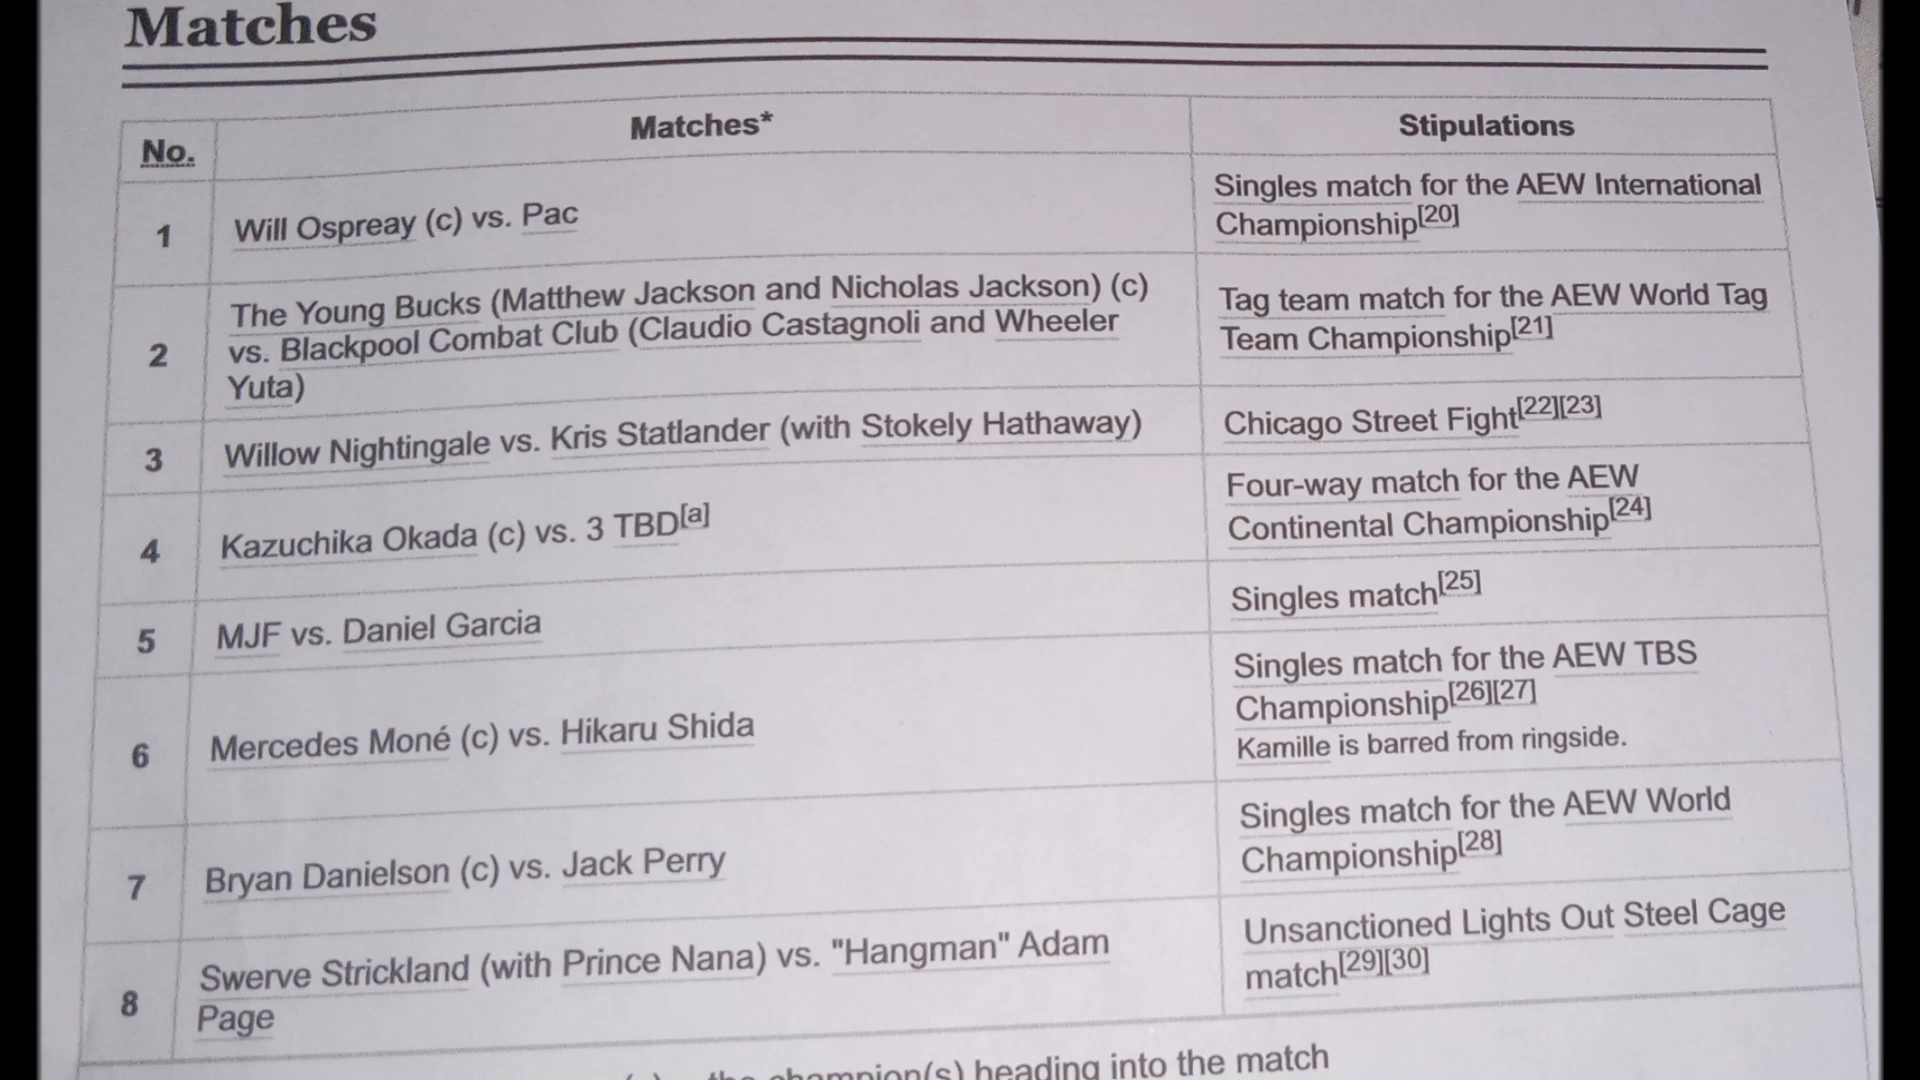 Matches
No.
Matches*
Stipulations
1
Will Ospreay (c) vs. Pac
Singles match for the AEW International
Championship[20]
2
The Young Bucks (Matthew Jackson and Nicholas Jackson) (c)
vs. Blackpool Combat Club (Claudio Castagnoli and Wheeler
Yuta)
Tag team match for the AEW World Tag
Team Championship[21]
3
Willow Nightingale vs. Kris Statlander (with Stokely Hathaway)
Chicago Street Fight[22][23]
4
Kazuchika Okada (c) vs. 3 TBD[a]
Four-way match for the AEW
Continental Championship[24]
5
MJF vs. Daniel Garcia
Singles match[25]
6
Mercedes Moné (c) vs. Hikaru Shida
Singles match for the AEW TBS
Championship[26][27]
Kamille is barred from ringside.
7
Bryan Danielson (c) vs. Jack Perry
Singles match for the AEW World
Championship[28]
8
Swerve Strickland (with Prince Nana) vs. "Hangman" Adam
Page
Unsanctioned Lights Out Steel Cage
match[29][30]
the champion(s) heading into the match